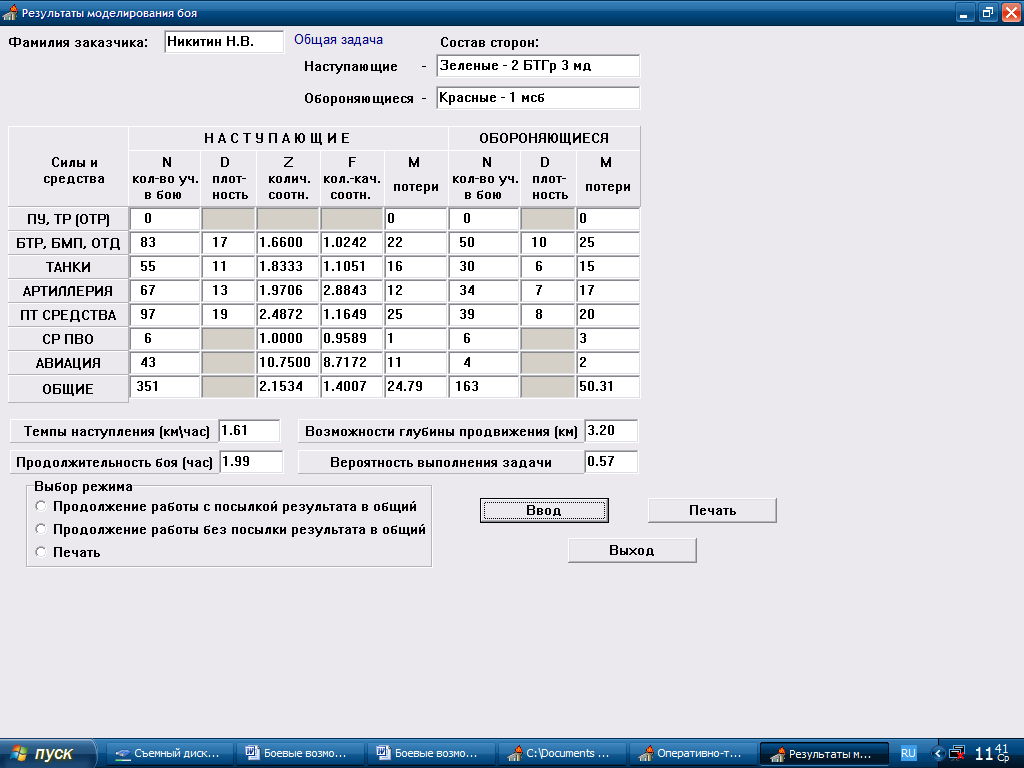 Результаты моделирования боя
Фамилия заказчика: Никитин Н.В. Общая задача Состав сторон:
Наступающие - Зеленые - 2 БТГр 3 мд
Обороняющиеся - Красные - 1 мсб
Силы и средства
Н А С Т У П А Ю Щ И Е ОБОРОНЯЮЩИЕСЯ
N D Z F M N D M
кол-во уч. плот- колич. кол.-кач. потери кол-во уч. плот- потери
в бою ность соотн. соотн. в бою ность
ПУ, ТР (ОТР) 0 0 0 0
БТР, БМП, ОТД 83 17 1.6600 1.0242 22 50 10 25
ТАНКИ 55 11 1.8333 1.1051 16 30 6 15
АРТИЛЛЕРИЯ 67 13 1.9706 2.8843 12 34 7 17
ПТ СРЕДСТВА 97 19 2.4872 1.1649 25 39 8 20
СР ПВО 6 1.0000 0.9589 1 6 3
АВИАЦИЯ 43 10.7500 8.7172 11 4 2
ОБЩИЕ 351 2.1534 1.4007 24.79 163 50.31
Темпы наступления (км\час) 1.61 Возможности глубины продвижения (км) 3.20
Продолжительность боя (час) 1.99 Вероятность выполнения задачи 0.57
Выбор режима
Продолжение работы с посылкой результата в общий
Продолжение работы без посылки результата в общий
Печать
Ввод Печать
Выход
пуск Съемный диск... Боевые возмо... Боевые возмо... C:\Documents ... Оперативно-т... Результаты м... RU 11 41 Ср